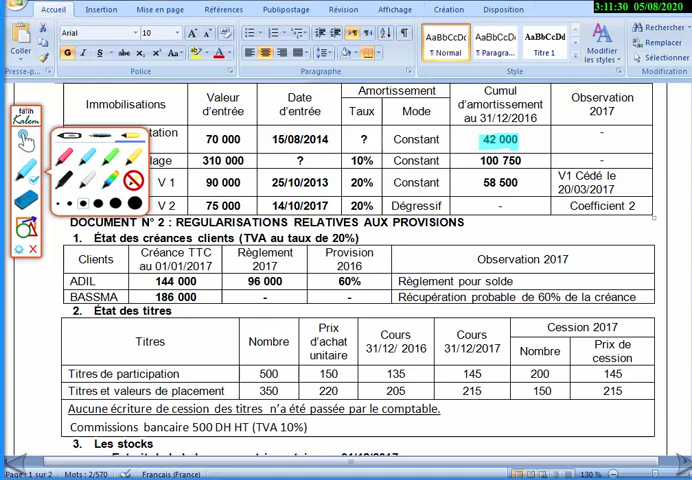 3:11:30 05/08/2020
Accueil Insertion Mise en page Références Publipostage Révision Affichage Création Disposition
Coller
Arial 10
G I S
AaBbCcDc AaBbCc AaBbCcDd
¶ Normal ¶ Paragra... Titre 1
Modifier les styles
Rechercher
Remplacer
Sélectionner
Presse-p... Police Paragraphe Style Modification
fatih
Kalem
Immobilisations Valeur d'entrée Date d'entrée Amortissement Cumul d'amortissement au 31/12/2016 Observation 2017
Taux Mode
tation 70 000 15/08/2014 ? Constant 42 000 -
lage 310 000 ? 10% Constant 100 750 -
V 1 90 000 25/10/2013 20% Constant 58 500 V1 Cédé le 20/03/2017
V 2 75 000 14/10/2017 20% Dégressif - Coefficient 2
DOCUMENT N° 2 : REGULARISATIONS RELATIVES AUX PROVISIONS
1. État des créances clients (TVA au taux de 20%)
Clients Créance TTC au 01/01/2017 Règlement 2017 Provision 2016 Observation 2017
ADIL 144 000 96 000 60% Règlement pour solde
BASSMA 186 000 - - Récupération probable de 60% de la créance
2. État des titres
Titres Nombre Prix d'achat unitaire Cours 31/12/ 2016 Cours 31/12/2017 Cession 2017
Nombre Prix de cession
Titres de participation 500 150 135 145 200 145
Titres et valeurs de placement 350 220 205 215 150 215
Aucune écriture de cession des titres n'a été passée par le comptable.
Commissions bancaire 500 DH HT (TVA 10%)
3. Les stocks
Page : 1 sur 2 Mots : 2/570 Français (France) 130 %